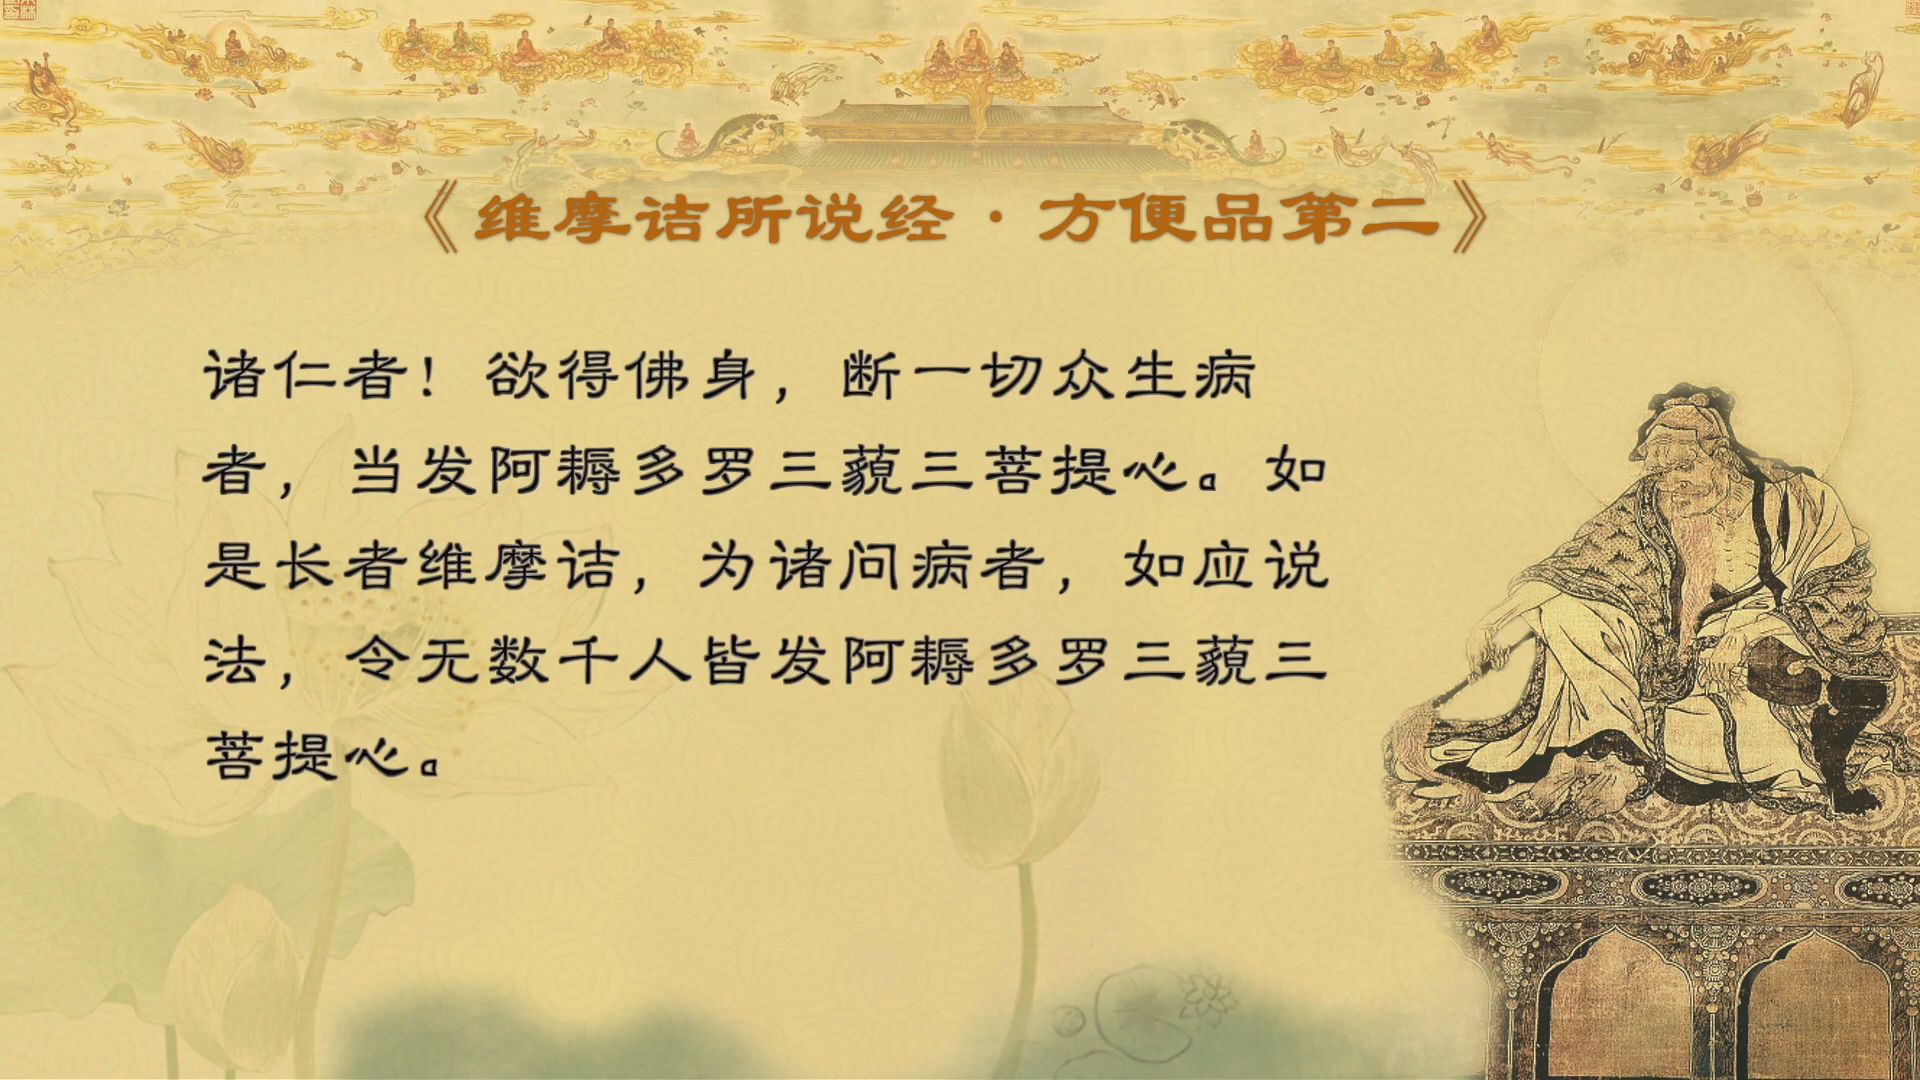 《维摩诘所说经·方便品第二》
诸仁者！欲得佛身，断一切众生病
者，当发阿耨多罗三藐三菩提心。如
是长者维摩诘，为诸问病者，如应说
法，令无数千人皆发阿耨多罗三藐三
菩提心。